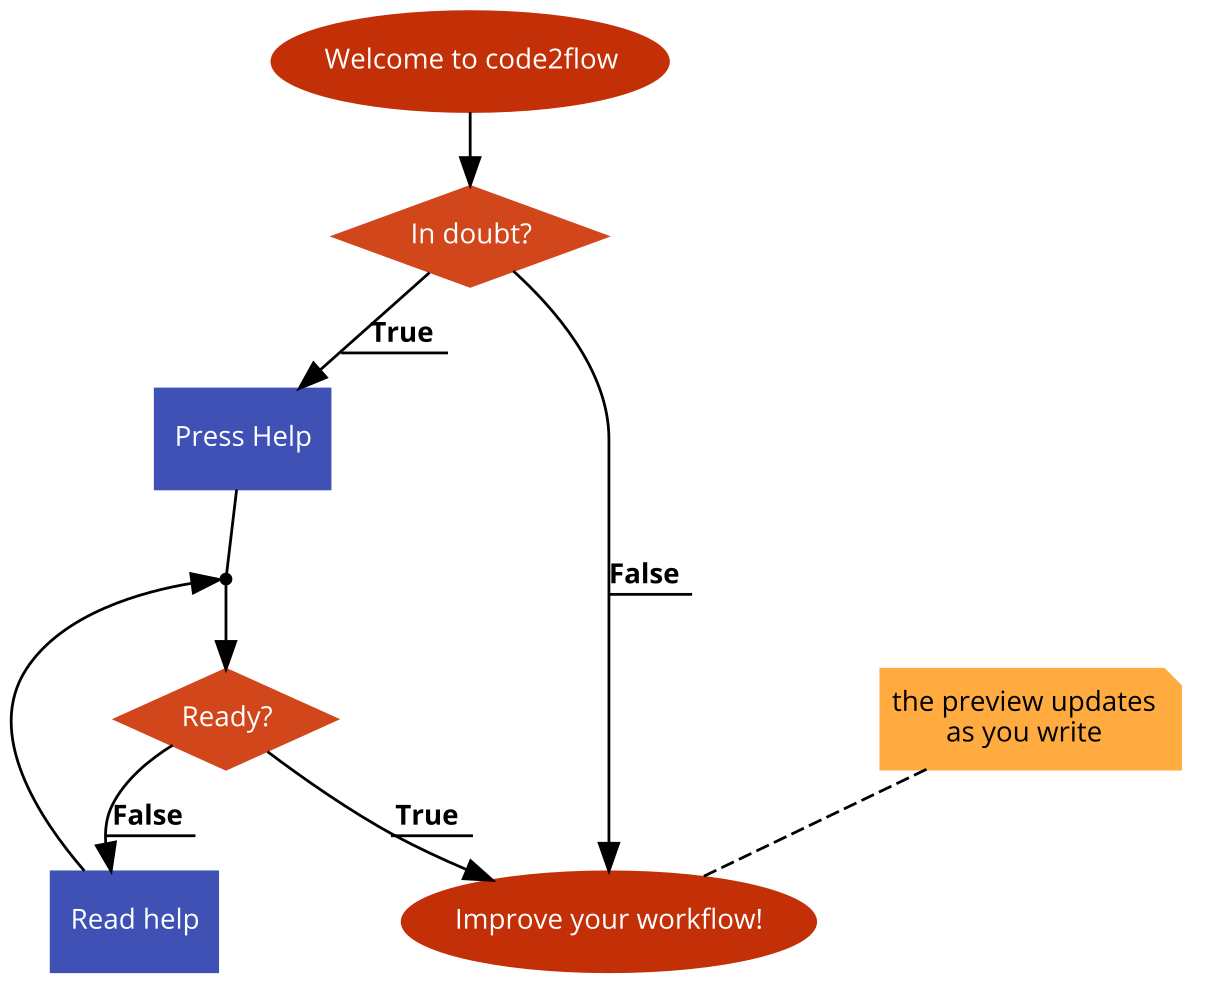 Welcome to code2flow
In doubt?
True
Press Help
False
the preview updates
as you write
Ready?
False
True
Read help
Improve your workflow!